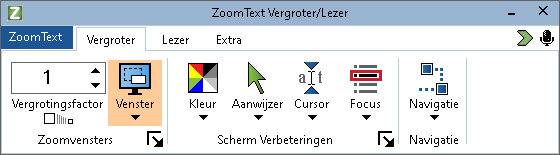 ZoomText Vergroter/Lezer
ZoomText Vergroter Lezer Extra
1
Vergrotingsfactor Venster Kleur Aanwijzer Cursor Focus Navigatie
Zoomvensters Scherm Verbeteringen Navigatie